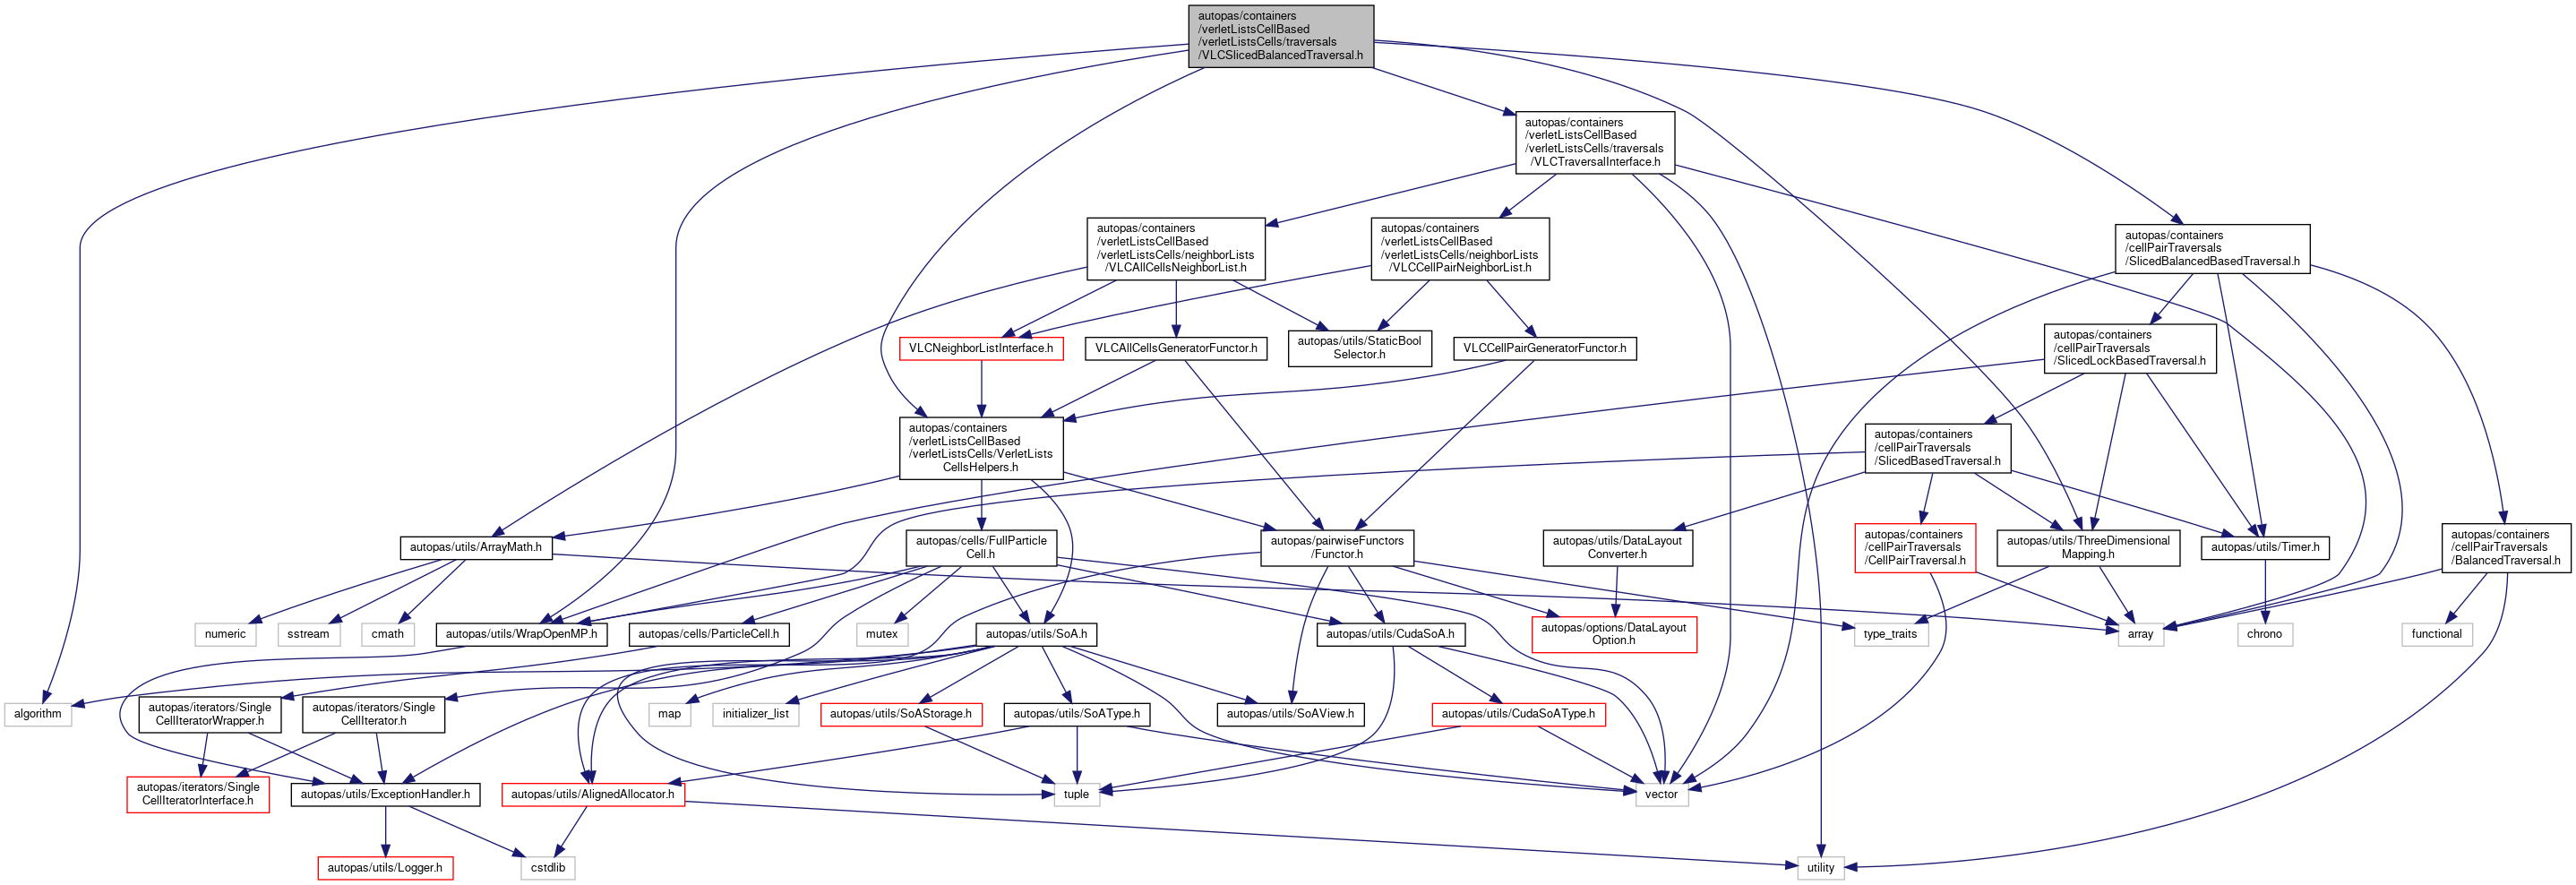 autopas/containers
/verletListsCellBased
/verletListsCells/traversals
/VLCSlicedBalancedTraversal.h
autopas/containers
/verletListsCellBased
/verletListsCells/traversals
/VLCTraversalInterface.h
autopas/containers
/verletListsCellBased
/verletListsCells/neighborLists
/VLCAllCellsNeighborList.h
autopas/containers
/verletListsCellBased
/verletListsCells/neighborLists
/VLCCellPairNeighborList.h
autopas/containers
/cellPairTraversals
/SlicedBalancedBasedTraversal.h
VLCNeighborListInterface.h
VLCAllCellsGeneratorFunctor.h
autopas/utils/StaticBool
Selector.h
VLCCellPairGeneratorFunctor.h
autopas/containers
/cellPairTraversals
/SlicedLockBasedTraversal.h
autopas/containers
/verletListsCellBased
/verletListsCells/VerletLists
CellsHelpers.h
autopas/containers
/cellPairTraversals
/SlicedBasedTraversal.h
autopas/utils/ArrayMath.h
autopas/cells/FullParticle
Cell.h
autopas/pairwiseFunctors
/Functor.h
autopas/utils/DataLayout
Converter.h
autopas/containers
/cellPairTraversals
/CellPairTraversal.h
autopas/utils/ThreeDimensional
Mapping.h
autopas/utils/Timer.h
autopas/containers
/cellPairTraversals
/BalancedTraversal.h
numeric
sstream
cmath
autopas/utils/WrapOpenMP.h
autopas/cells/ParticleCell.h
mutex
autopas/utils/SoA.h
autopas/utils/CudaSoA.h
autopas/options/DataLayout
Option.h
type_traits
array
chrono
functional
algorithm
autopas/iterators/Single
CellIteratorWrapper.h
autopas/iterators/Single
CellIterator.h
map
initializer_list
autopas/utils/SoAStorage.h
autopas/utils/SoAType.h
autopas/utils/SoAView.h
autopas/utils/CudaSoAType.h
autopas/iterators/Single
CellIteratorInterface.h
autopas/utils/ExceptionHandler.h
autopas/utils/AlignedAllocator.h
tuple
vector
autopas/utils/Logger.h
cstdlib
utility